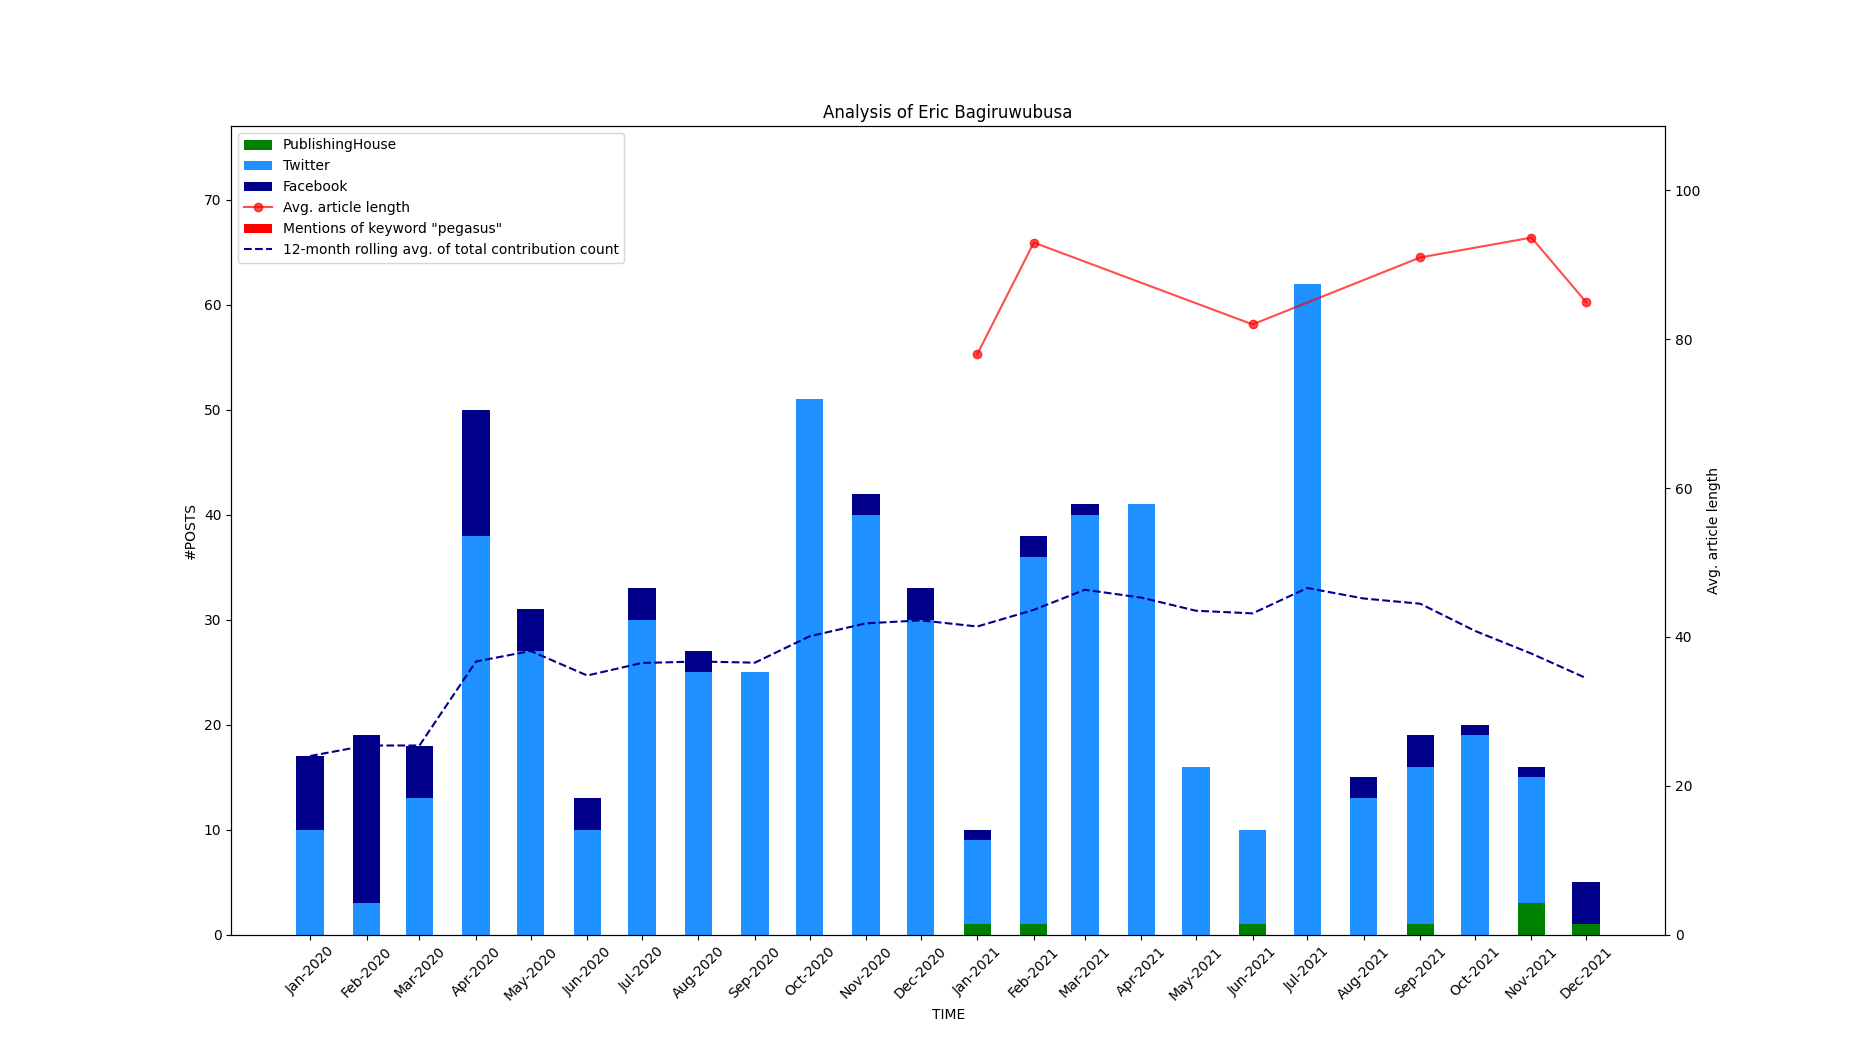 Analysis of Eric Bagiruwubusa
PublishingHouse
Twitter
Facebook
Avg. article length
Mentions of keyword "pegasus"
12-month rolling avg. of total contribution count
#POSTS
70
60
50
40
30
20
10
0
100
80
60
40
20
0
Avg. article length
Jan-2020
Feb-2020
Mar-2020
Apr-2020
May-2020
Jun-2020
Jul-2020
Aug-2020
Sep-2020
Oct-2020
Nov-2020
Dec-2020
Jan-2021
Feb-2021
Mar-2021
Apr-2021
May-2021
Jun-2021
Jul-2021
Aug-2021
Sep-2021
Oct-2021
Nov-2021
Dec-2021
TIME